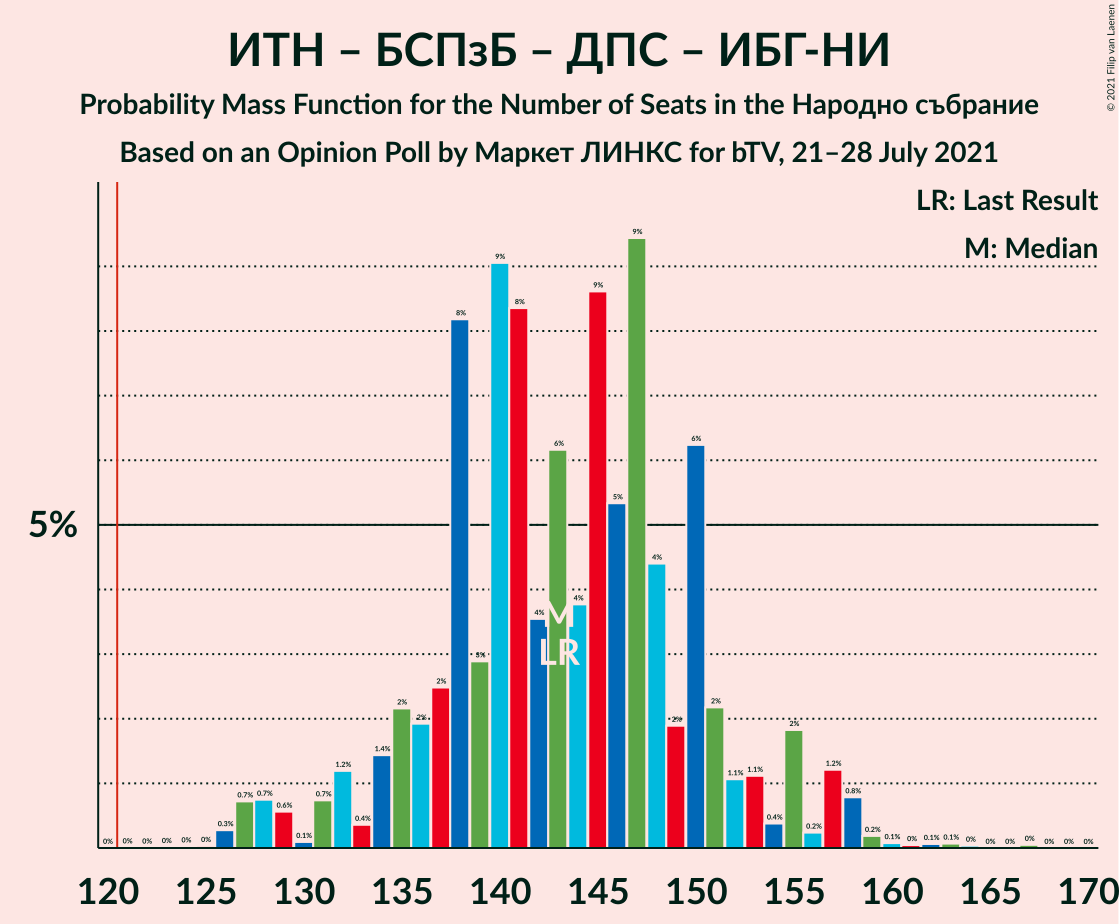 ИТН – БСПзБ – ДПС – ИБГ-НИ
Probability Mass Function for the Number of Seats in the Народно събрание
Based on an Opinion Poll by Маркет ЛИНКС for bTV, 21–28 July 2021
© 2021 Filip van Laenen
LR: Last Result
M: Median
5%
0% 0% 0% 0% 0% 0% 0.3% 0.7% 0.7% 0.6% 0.1% 0.7% 1.2% 0.4% 1.4% 2% 2% 2% 8% 3% 9% 8% 4% 6% 4% 9% 5% 9% 4% 2% 6% 2% 1.1% 1.1% 0.4% 2% 0.2% 1.2% 0.8% 0.2% 0.1% 0% 0.1% 0.1% 0% 0% 0% 0% 0% 0% 0%
M
LR
120 125 130 135 140 145 150 155 160 165 170